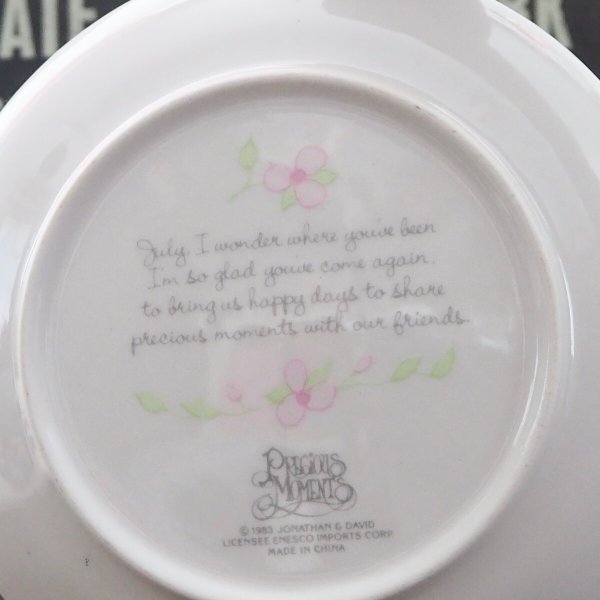 July, I wonder where you've been
I'm so glad you've come again,
to bring us happy days to share
precious moments with our friends.
PRECIOUS
MOMENTS
© 1983 JONATHAN & DAVID
LICENSEE ENESCO IMPORTS CORP.
MADE IN CHINA